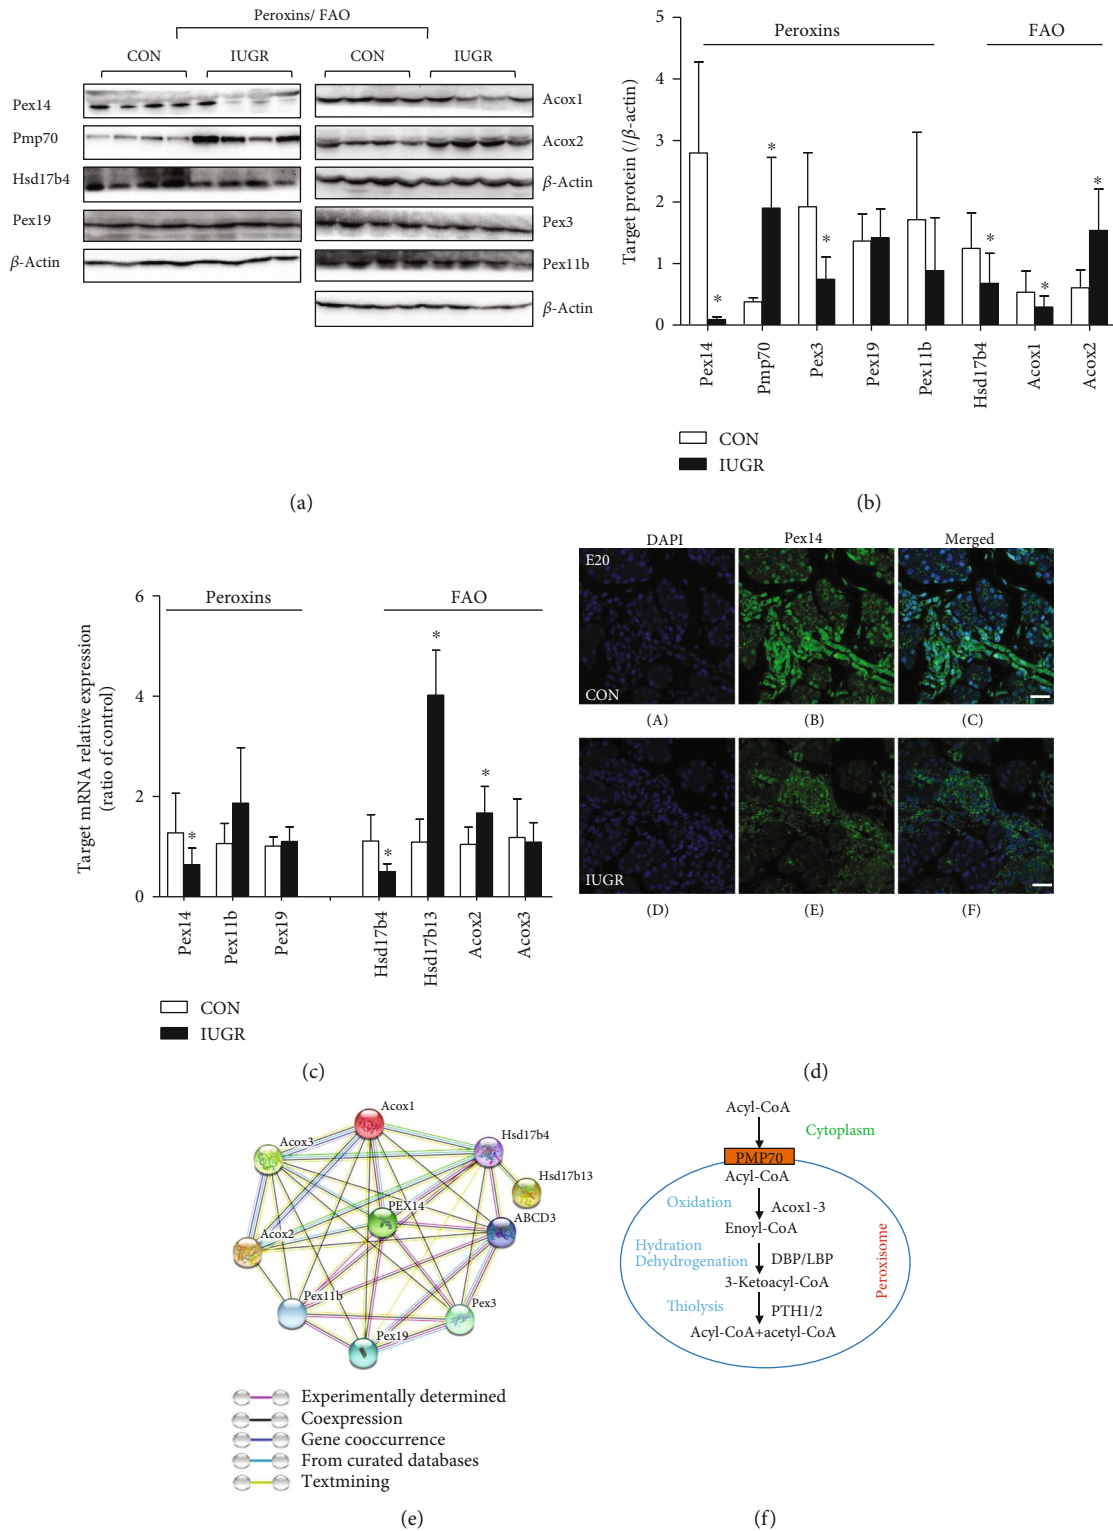 Peroxins/ FAO
CON IUGR CON IUGR
Pex14
Pmp70
Hsd17b4
Pex19
β-Actin
Acox1
Acox2
β-Actin
Pex3
Pex11b
β-Actin
(a)
5
4
3
2
1
0
Target protein (/β-actin)
Peroxins FAO
* * * * * *
Pex14 Pmp70 Pex3 Pex19 Pex11b Hsd17b4 Acox1 Acox2
CON
IUGR
(b)
6
4
2
0
Target mRNA relative expression
(ratio of control)
Peroxins FAO
* * * *
Pex14 Pex11b Pex19 Hsd17b4 Hsd17b13 Acox2 Acox3
CON
IUGR
(c)
DAPI Pex14 Merged
E20
CON
(A) (B) (C)
IUGR
(D) (E) (F)
(d)
Acox1
Acox3
Hsd17b4
Hsd17b13
PEX14
ABCD3
Acox2
Pex11b
Pex3
Pex19
Experimentally determined
Coexpression
Gene cooccurrence
From curated databases
Textmining
(e)
Acyl-CoA
Cytoplasm
PMP70
Acyl-CoA
Oxidation Acox1-3
Enoyl-CoA
Hydration
Dehydrogenation DBP/LBP
3-Ketoacyl-CoA
Thiolysis PTH1/2
Acyl-CoA+acetyl-CoA
Peroxisome
(f)